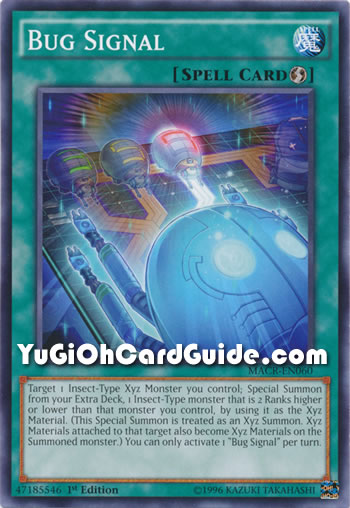 BUG SIGNAL
魔
[SPELL CARD]
YuGiOhCardGuide.com
MACR-EN060
Target 1 Insect-Type Xyz Monster you control; Special Summon
from your Extra Deck, 1 Insect-Type monster that is 2 Ranks higher
or lower than that monster you control, by using it as the Xyz
Material. (This Special Summon is treated as an Xyz Summon. Xyz
Materials attached to that target also become Xyz Materials on the
Summoned monster.) You can only activate 1 "Bug Signal" per turn.
47185546 1st Edition ©1996 KAZUKI TAKAHASHI